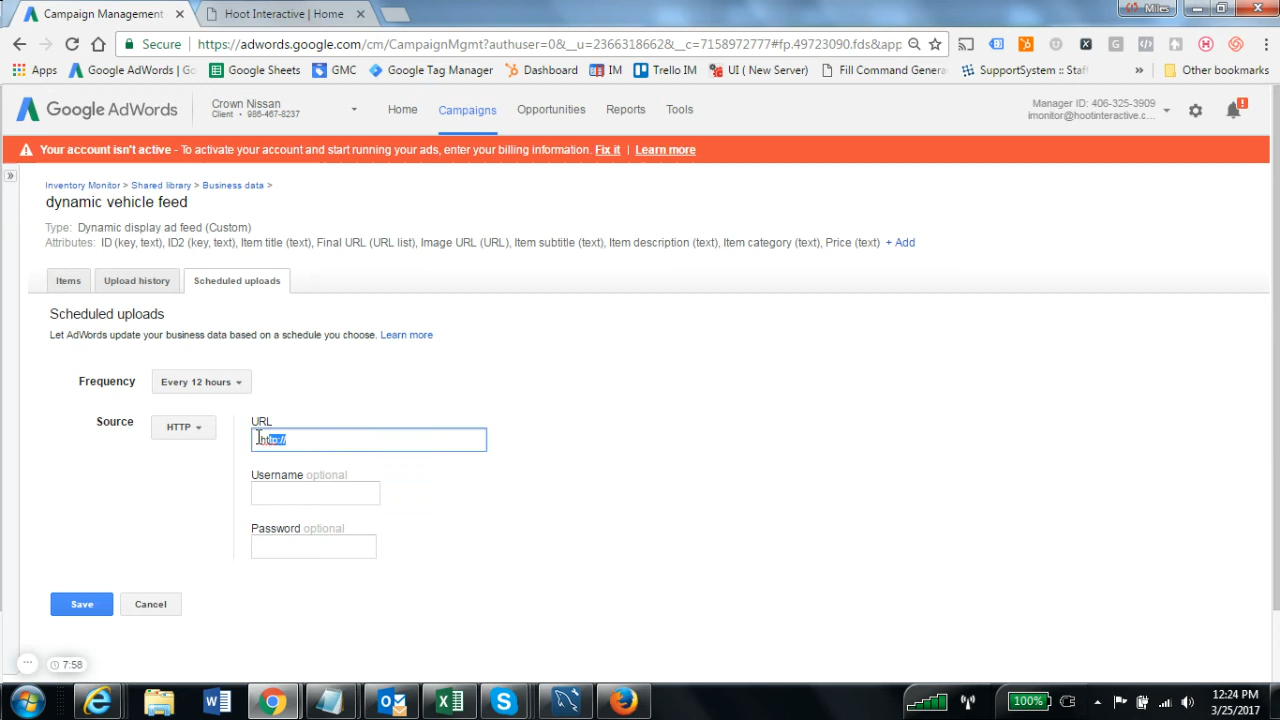 Campaign Management
Hoot Interactive | Home
Miles
Secure
https://adwords.google.com/cm/CampaignMgmt?authuser=0&__u=2366318662&__c=7158972777#fp.49723090.fds&app
Apps
Google AdWords | Go
Google Sheets
GMC
Google Tag Manager
Dashboard
IM
Trello IM
UI ( New Server)
Fill Command Genera
SupportSystem :: Staff
»
Other bookmarks
Google AdWords
Crown Nissan
Client • 986-467-8237
Home
Campaigns
Opportunities
Reports
Tools
Manager ID: 406-325-3909
imonitor@hootinteractive.c...
Your account isn't active - To activate your account and start running your ads, enter your billing information. Fix it | Learn more
Inventory Monitor > Shared library > Business data >
dynamic vehicle feed
Type: Dynamic display ad feed (Custom)
Attributes: ID (key, text), ID2 (key, text), Item title (text), Final URL (URL list), Image URL (URL), Item subtitle (text), Item description (text), Item category (text), Price (text) + Add
Items
Upload history
Scheduled uploads
Scheduled uploads
Let AdWords update your business data based on a schedule you choose. Learn more
Frequency
Every 12 hours
Source
HTTP
URL
http://
Username optional
Password optional
Save
Cancel
7:58
100%
12:24 PM
3/25/2017